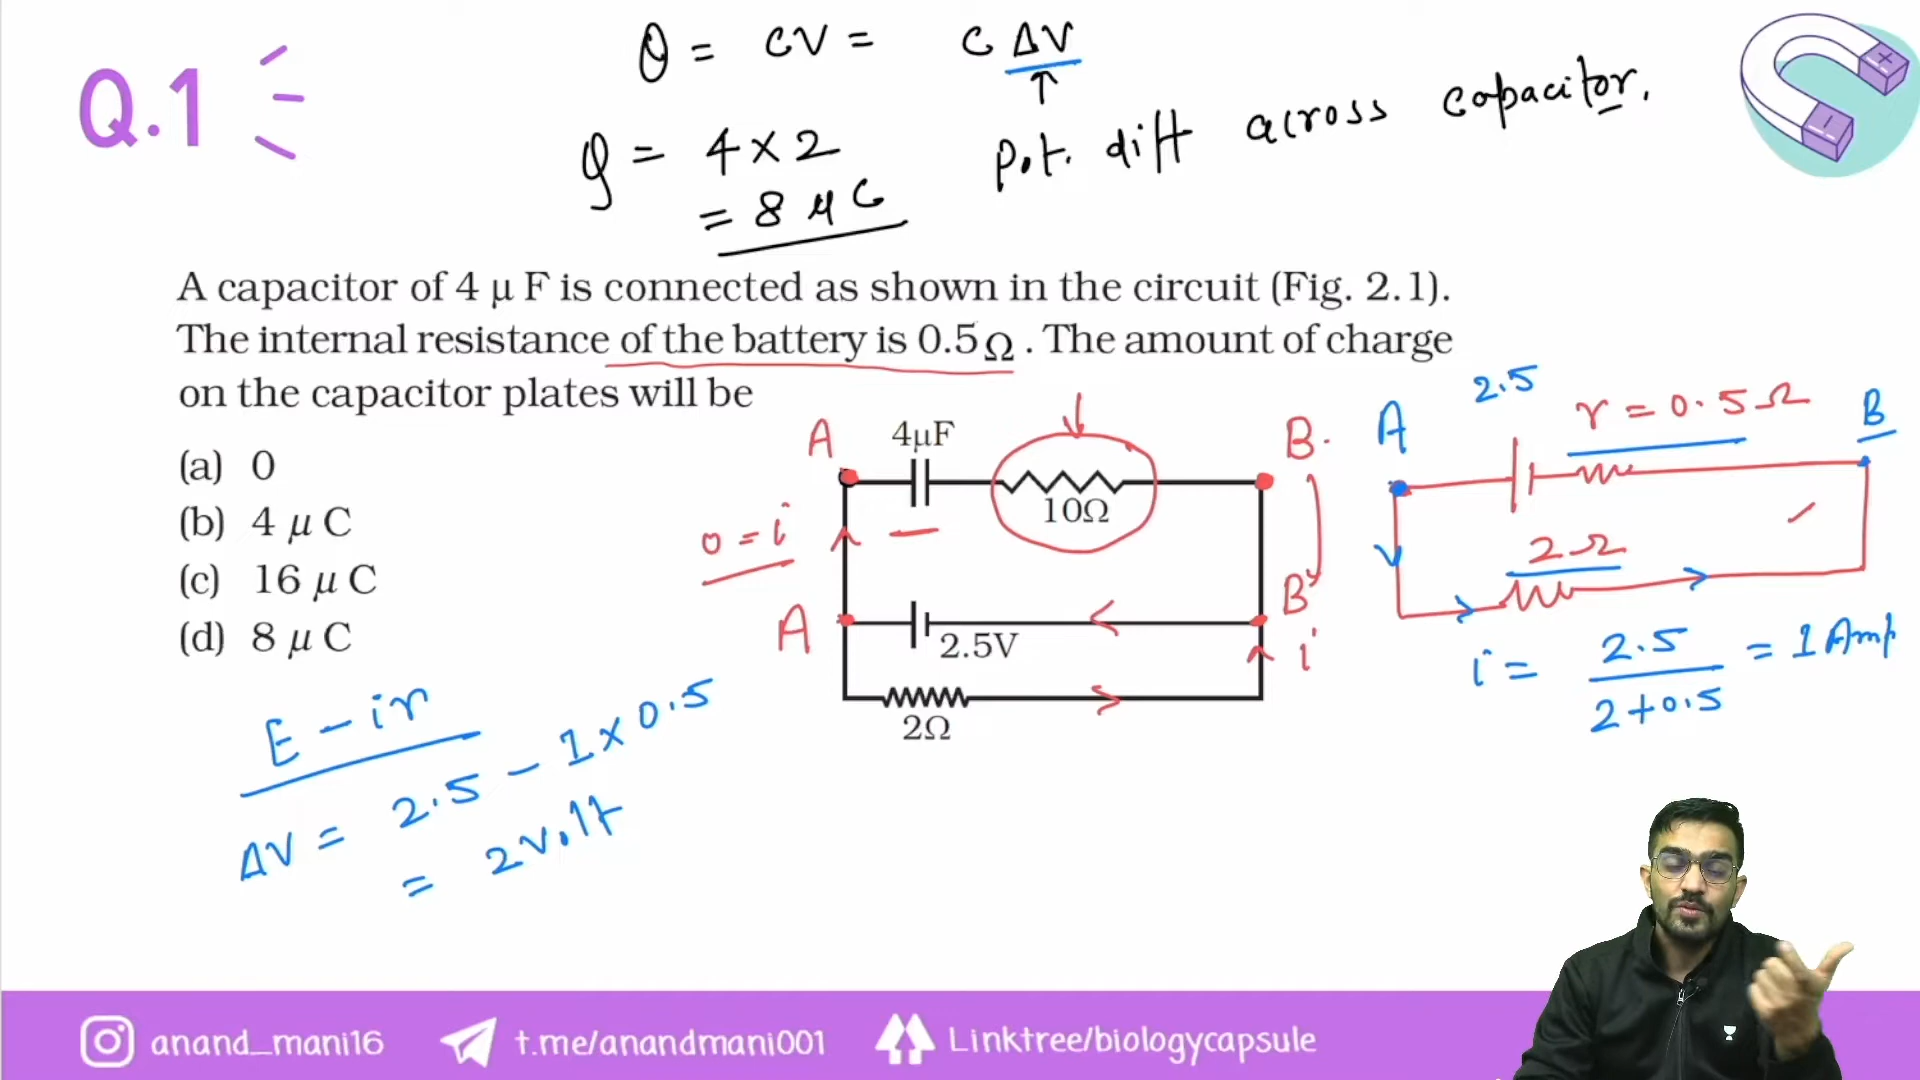 Q.1
Q = CV = C ΔV
↑
Q = 4 × 2
= 8 μC
Pot. diff across capacitor.
A capacitor of 4 μ F is connected as shown in the circuit (Fig. 2.1).
The internal resistance of the battery is 0.5 Ω . The amount of charge
on the capacitor plates will be
(a) 0
(b) 4 μ C
(c) 16 μ C
(d) 8 μ C
A 4μF B.
10Ω
0 = i
A 2.5V B
i
2Ω
2.5
A r = 0.5 Ω B
2 Ω
i = 2.5 / 2+0.5 = 1 Amp
E - ir
ΔV = 2.5 - 1 × 0.5
= 2 Volt
+
-
anand_mani16
t.me/anandmani001
Linktree/biologycapsule